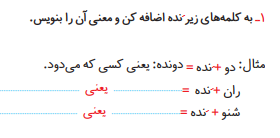 ۱ـ به کلمه‌های زیر َنده اضافه کن و معنی آن را بنویس.
مثال: دو + َنده = دونده: یعنی کسی که می‌دود.
ران + َنده = یعنی
شنو + َنده = یعنی